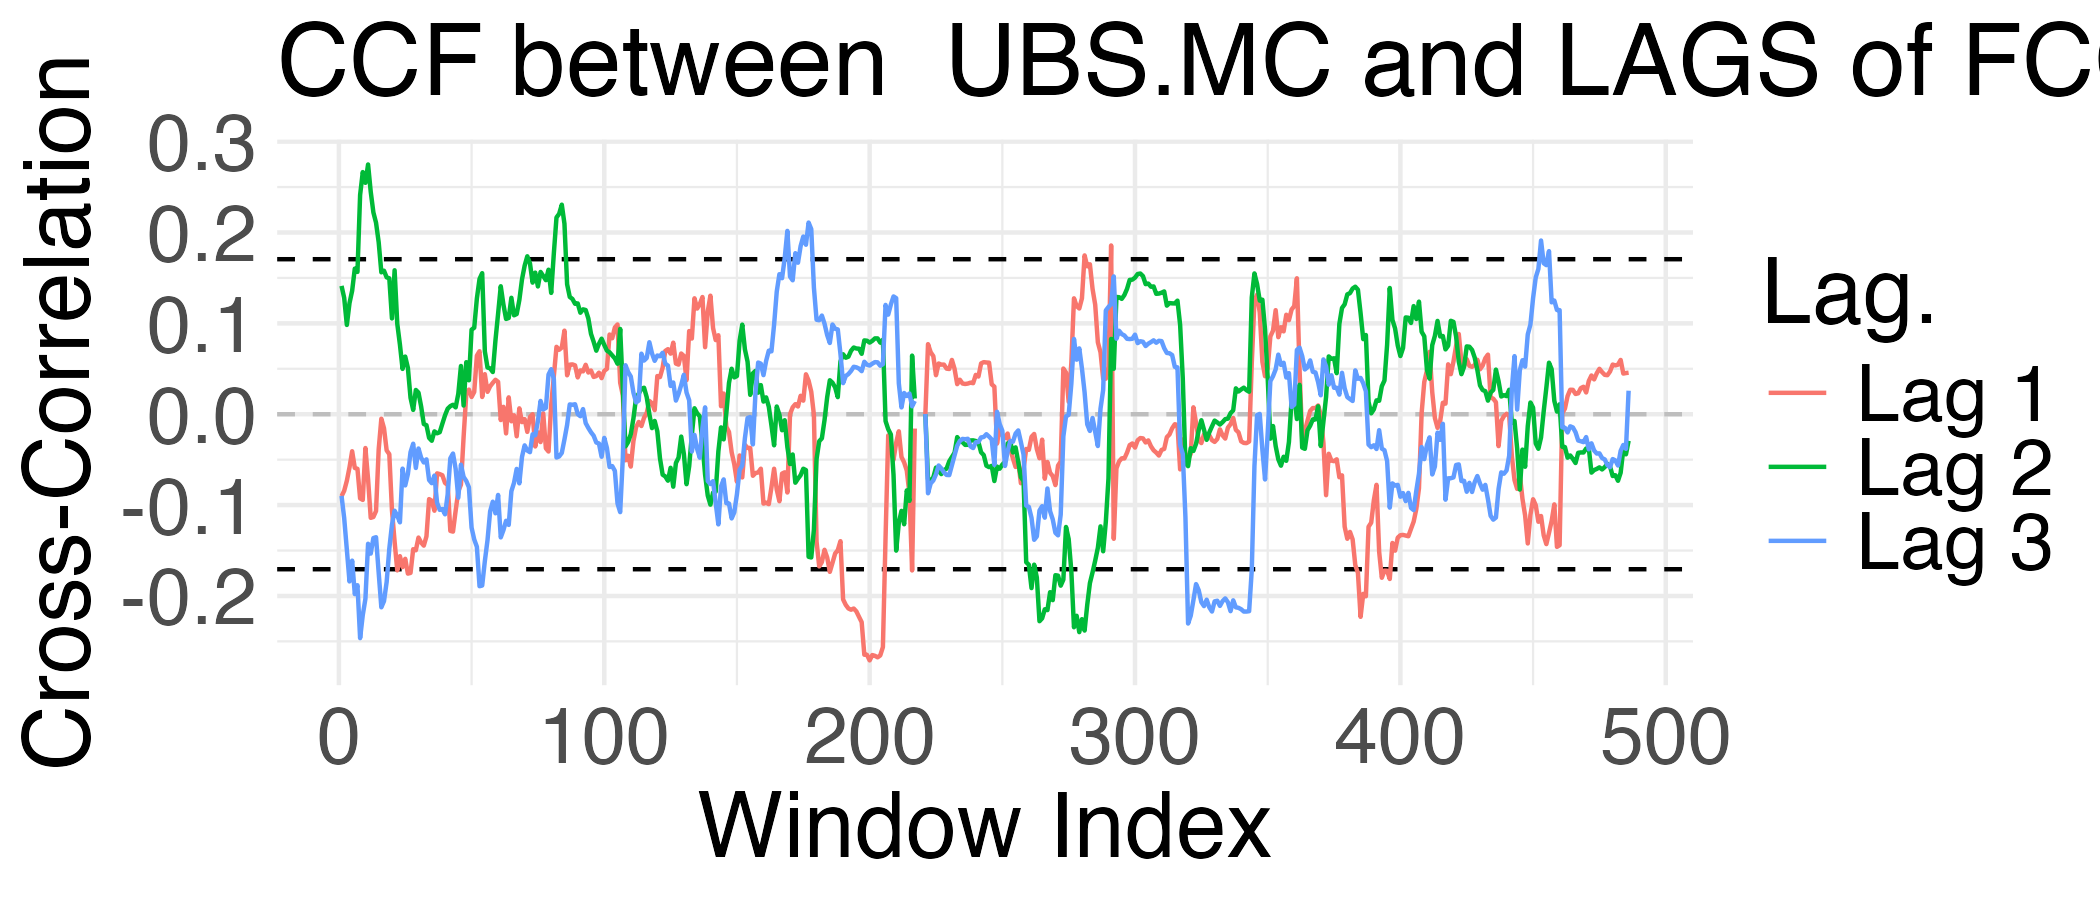 CCF between UBS.MC and LAGS of
Cross-Correlation
0.3
0.2
0.1
0.0
-0.1
-0.2
0
100
200
300
400
500
Window Index
Lag.
Lag 1
Lag 2
Lag 3